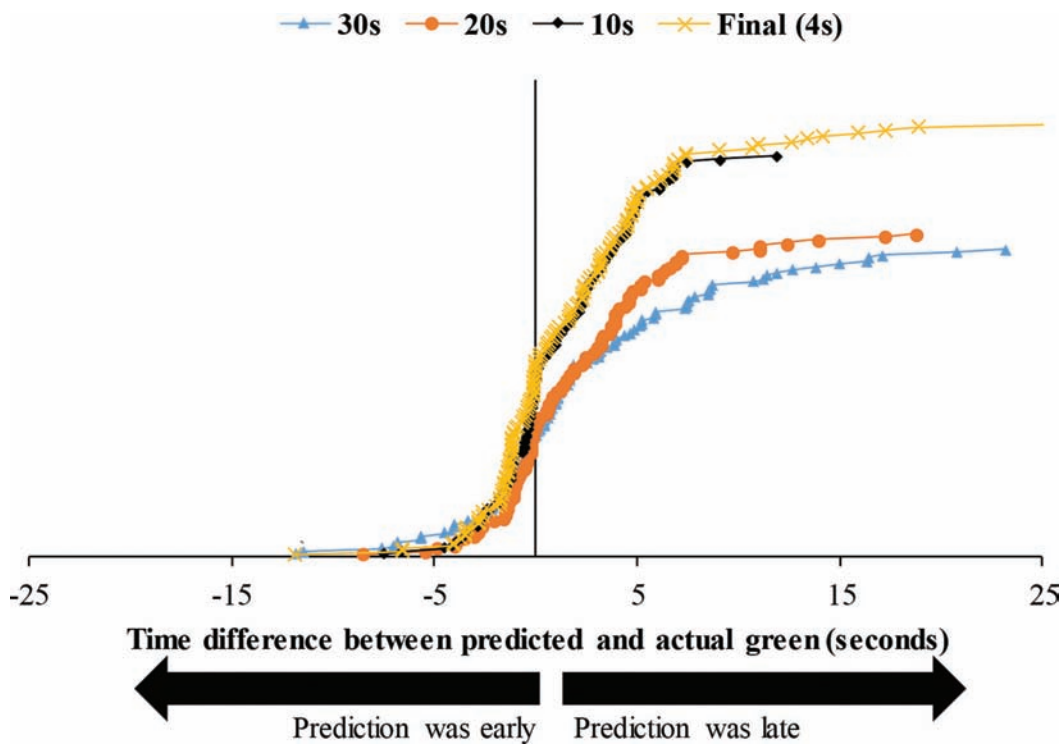 30s 20s 10s Final (4s)
-25 -15 -5 5 15 25
Time difference between predicted and actual green (seconds)
Prediction was early Prediction was late